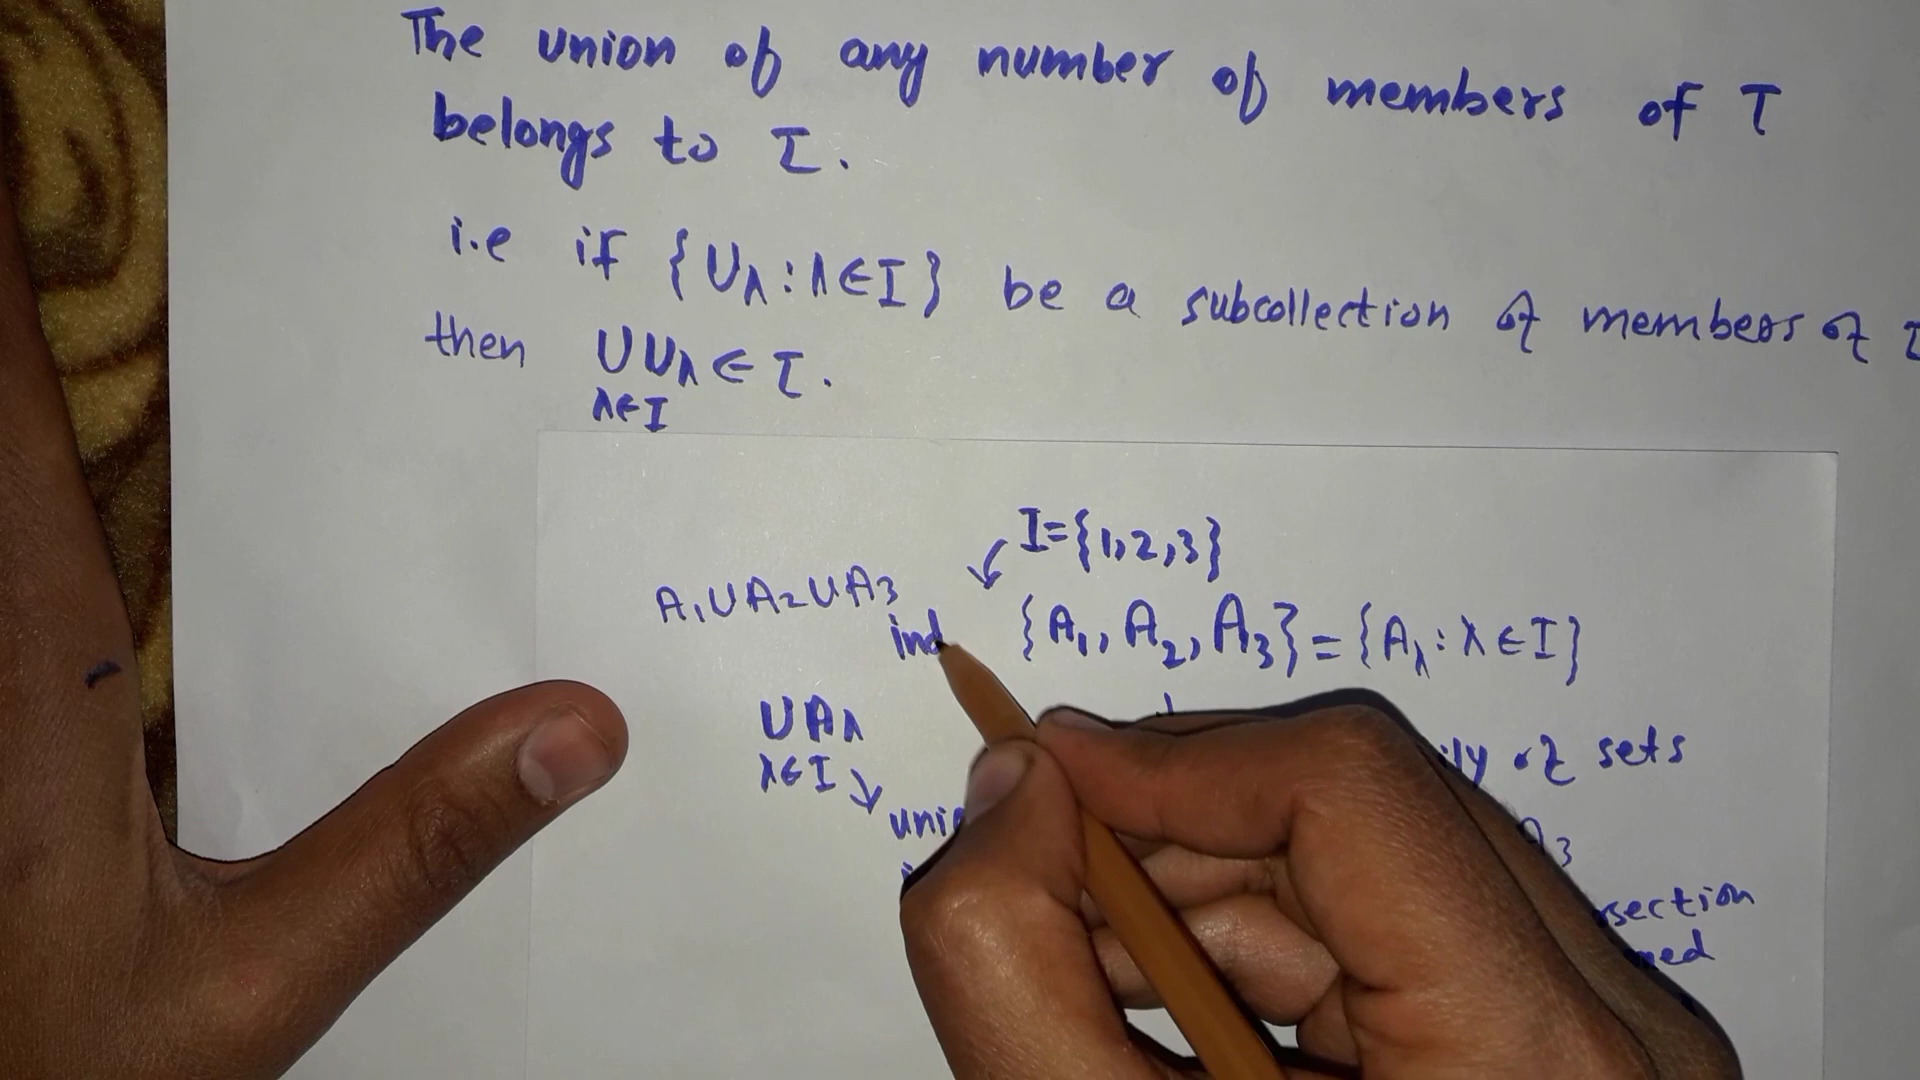 The union of any number of members of T
belongs to T.
i.e if {Uλ : λ∈I} be a subcollection of members of T
then ∪Uλ ∈ T.
λ∈I
I={1,2,3}
A₁∪A₂∪A₃
ind
{A₁, A₂, A₃} = {Aλ : λ∈I}
∪Aλ
λ∈I
of sets